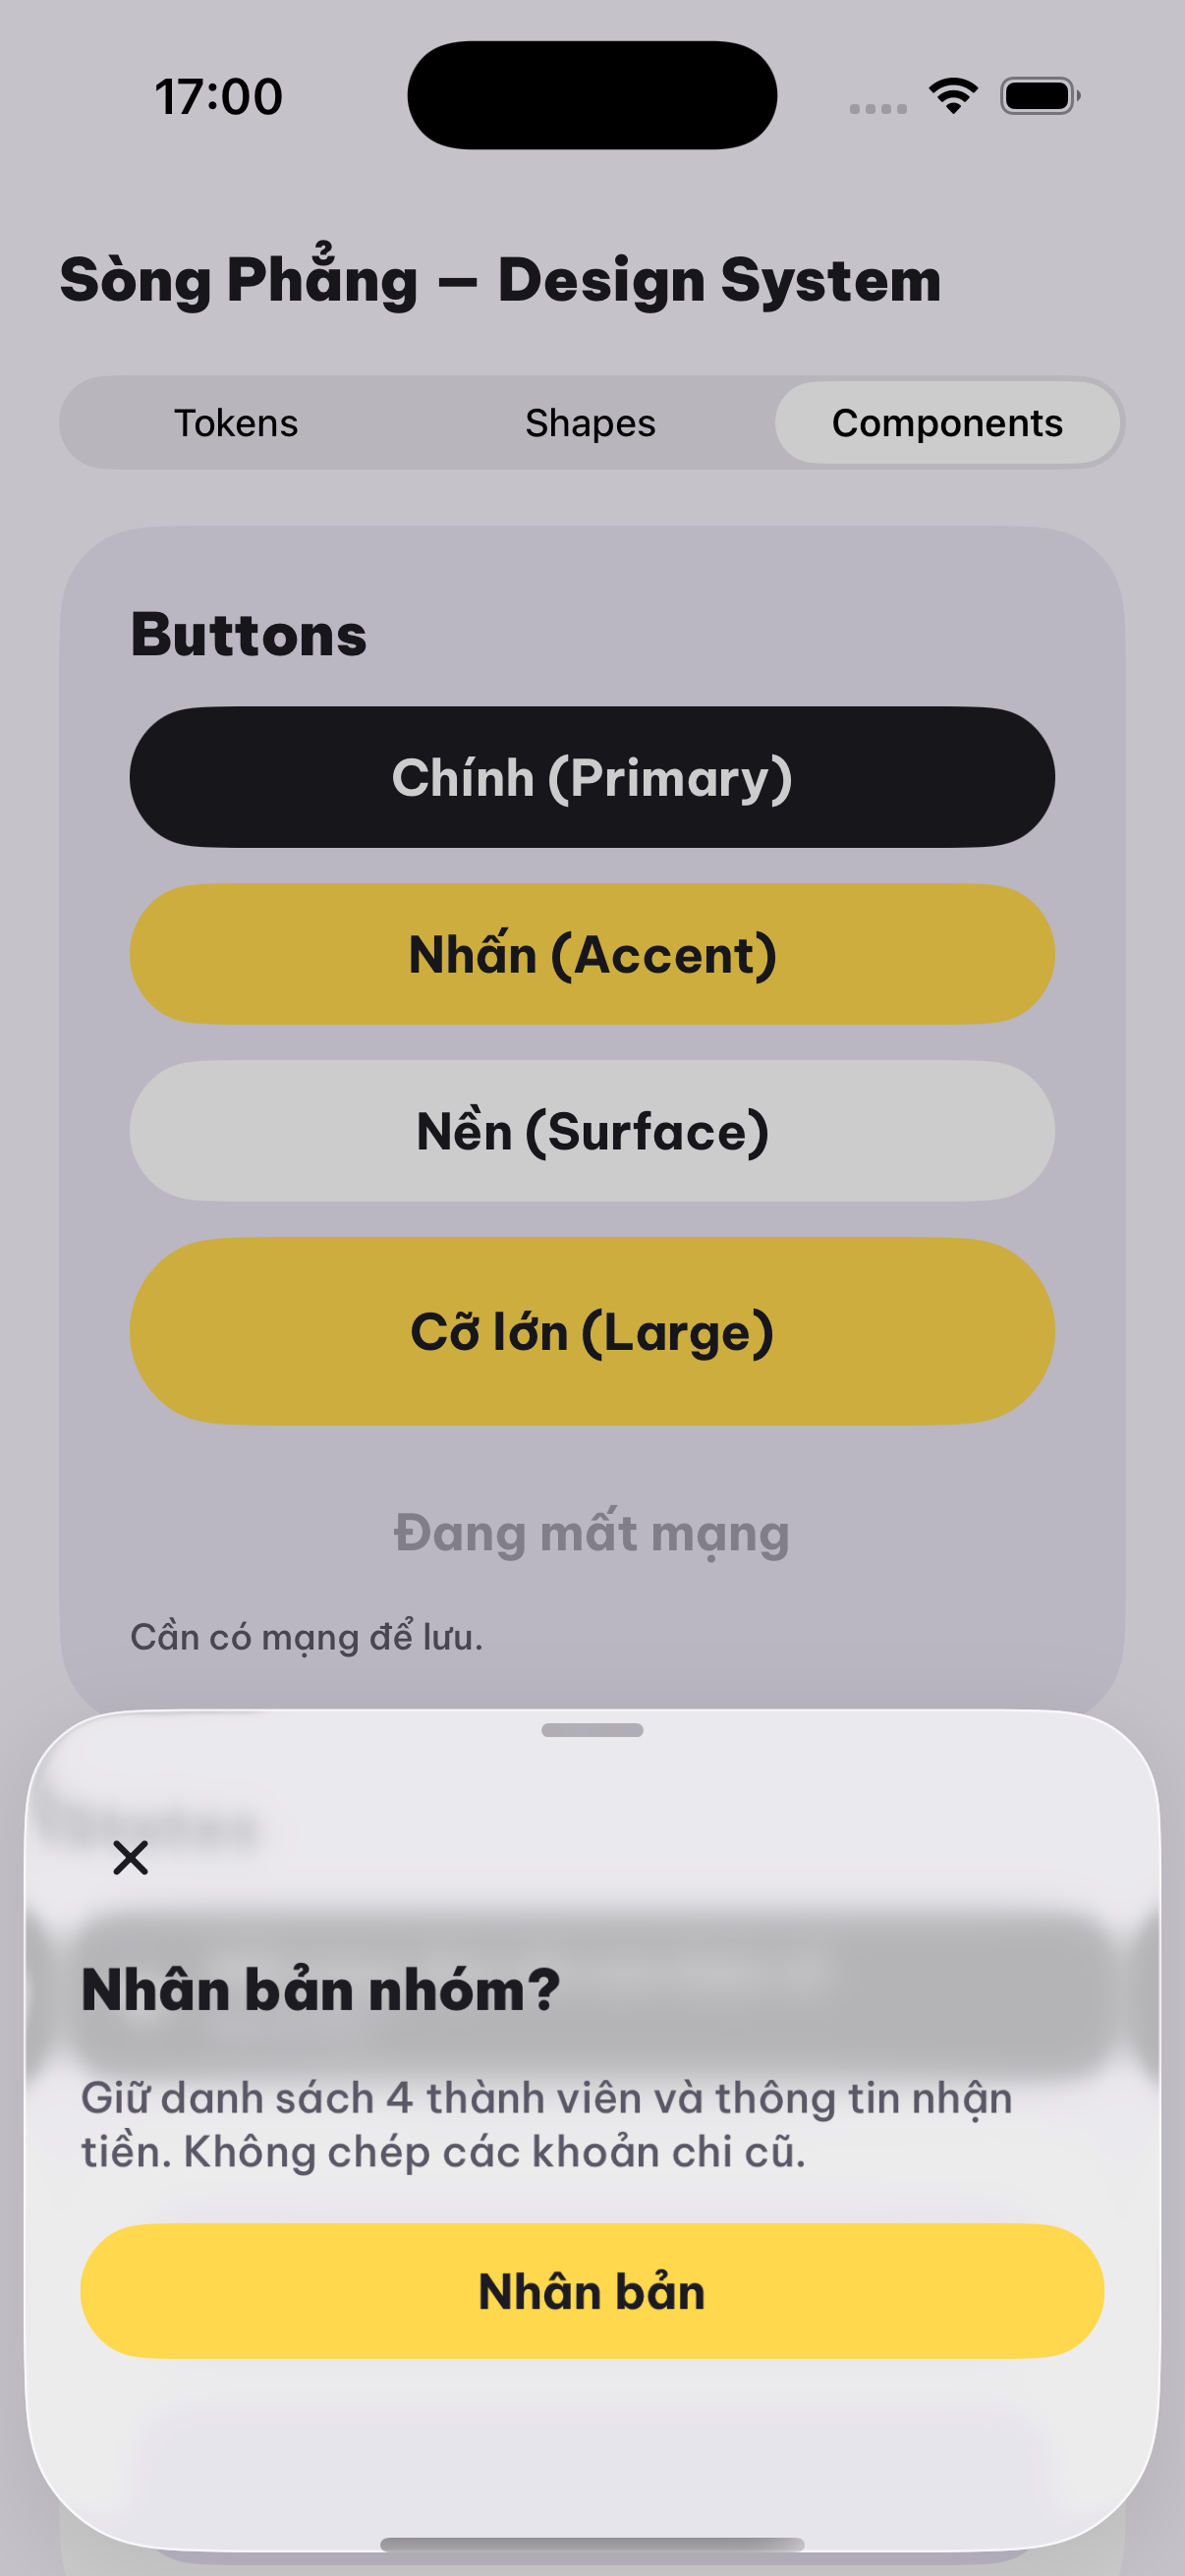 17:00
Sòng Phẳng — Design System
Tokens
Shapes
Components
Buttons
Chính (Primary)
Nhấn (Accent)
Nền (Surface)
Cỡ lớn (Large)
Đang mất mạng
Cần có mạng để lưu.
Nhân bản nhóm?
Giữ danh sách 4 thành viên và thông tin nhận
tiền. Không chép các khoản chi cũ.
Nhân bản